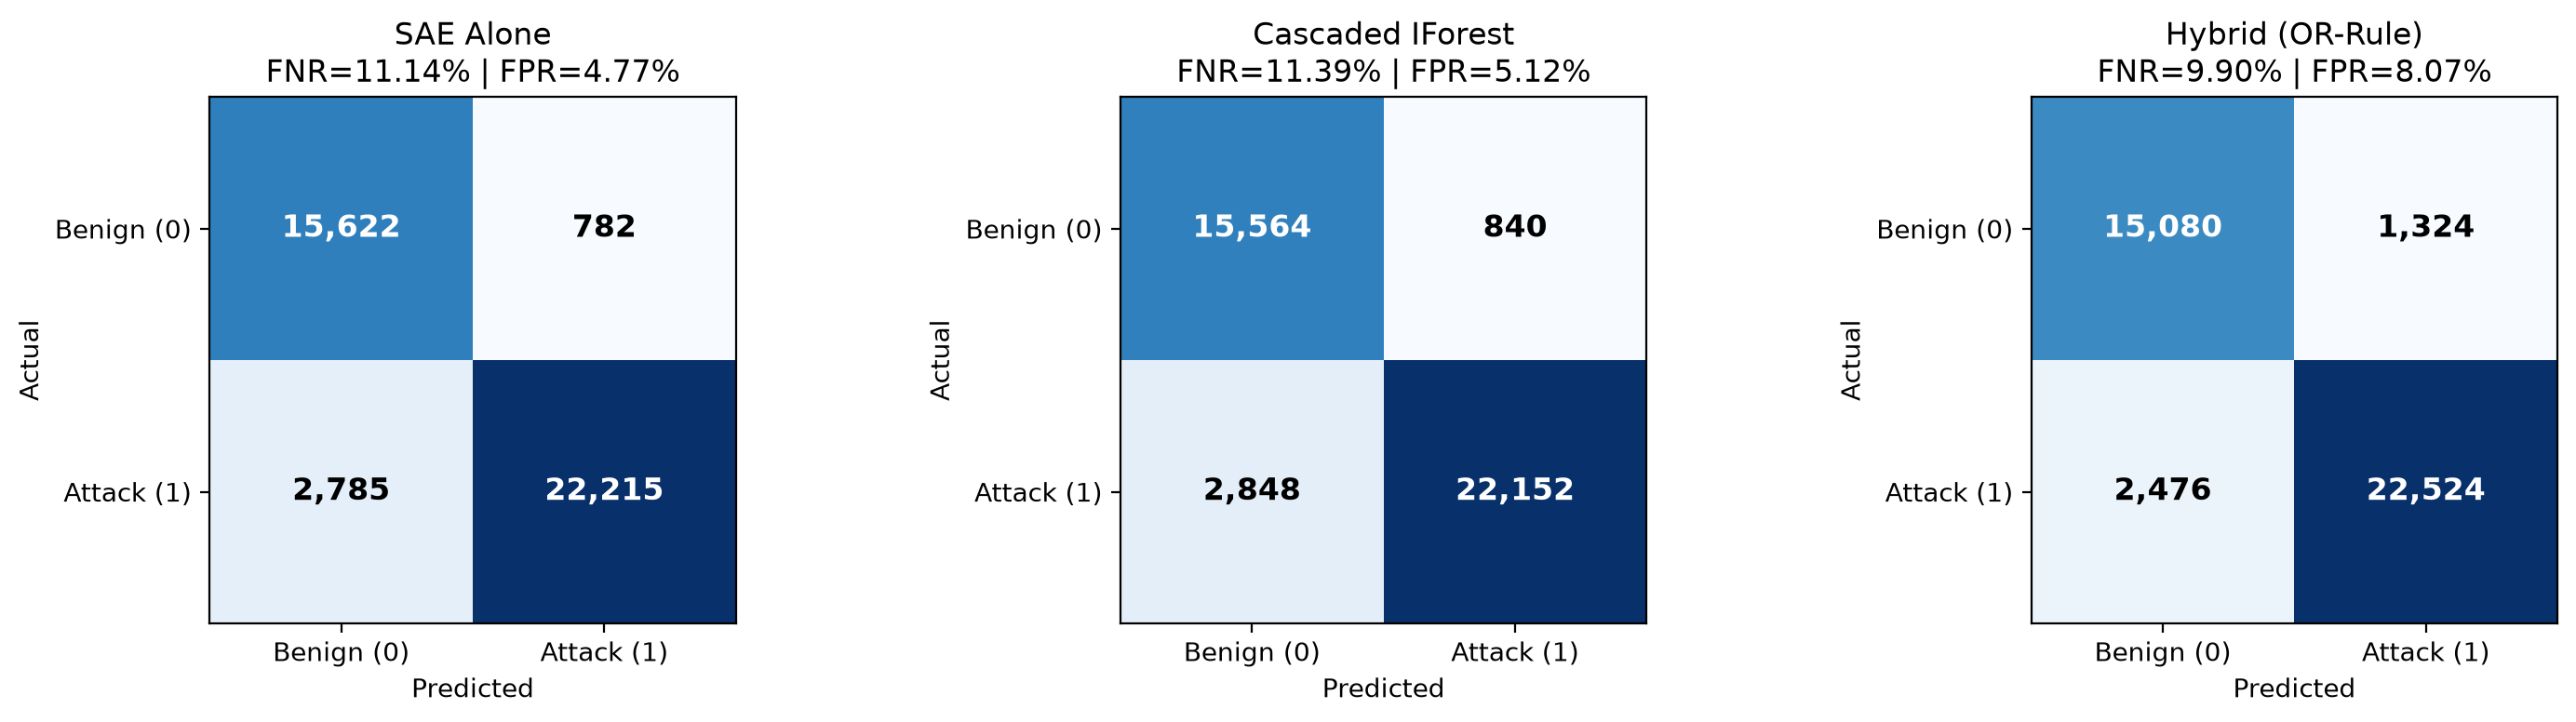 SAE Alone
FNR=11.14% | FPR=4.77%
Actual
Benign (0)
15,622
782
Attack (1)
2,785
22,215
Benign (0)
Attack (1)
Predicted
Cascaded IForest
FNR=11.39% | FPR=5.12%
Actual
Benign (0)
15,564
840
Attack (1)
2,848
22,152
Benign (0)
Attack (1)
Predicted
Hybrid (OR-Rule)
FNR=9.90% | FPR=8.07%
Actual
Benign (0)
15,080
1,324
Attack (1)
2,476
22,524
Benign (0)
Attack (1)
Predicted